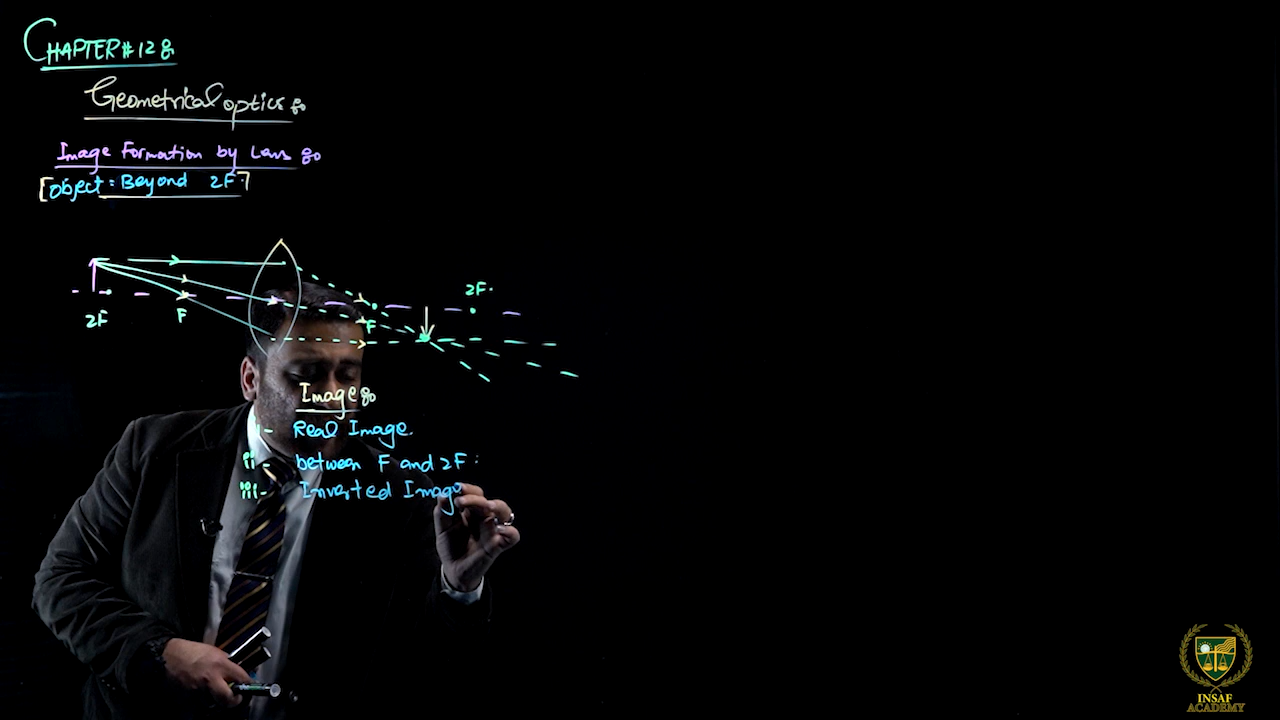 CHAPTER # 12 :
Geometrical optics :
Image Formation by Lens :
[object : Beyond 2F.]
2F.
2F
F
F
Image :
i- Real Image.
ii- between F and 2F.
iii- Inverted Image
INSAF
ACADEMY